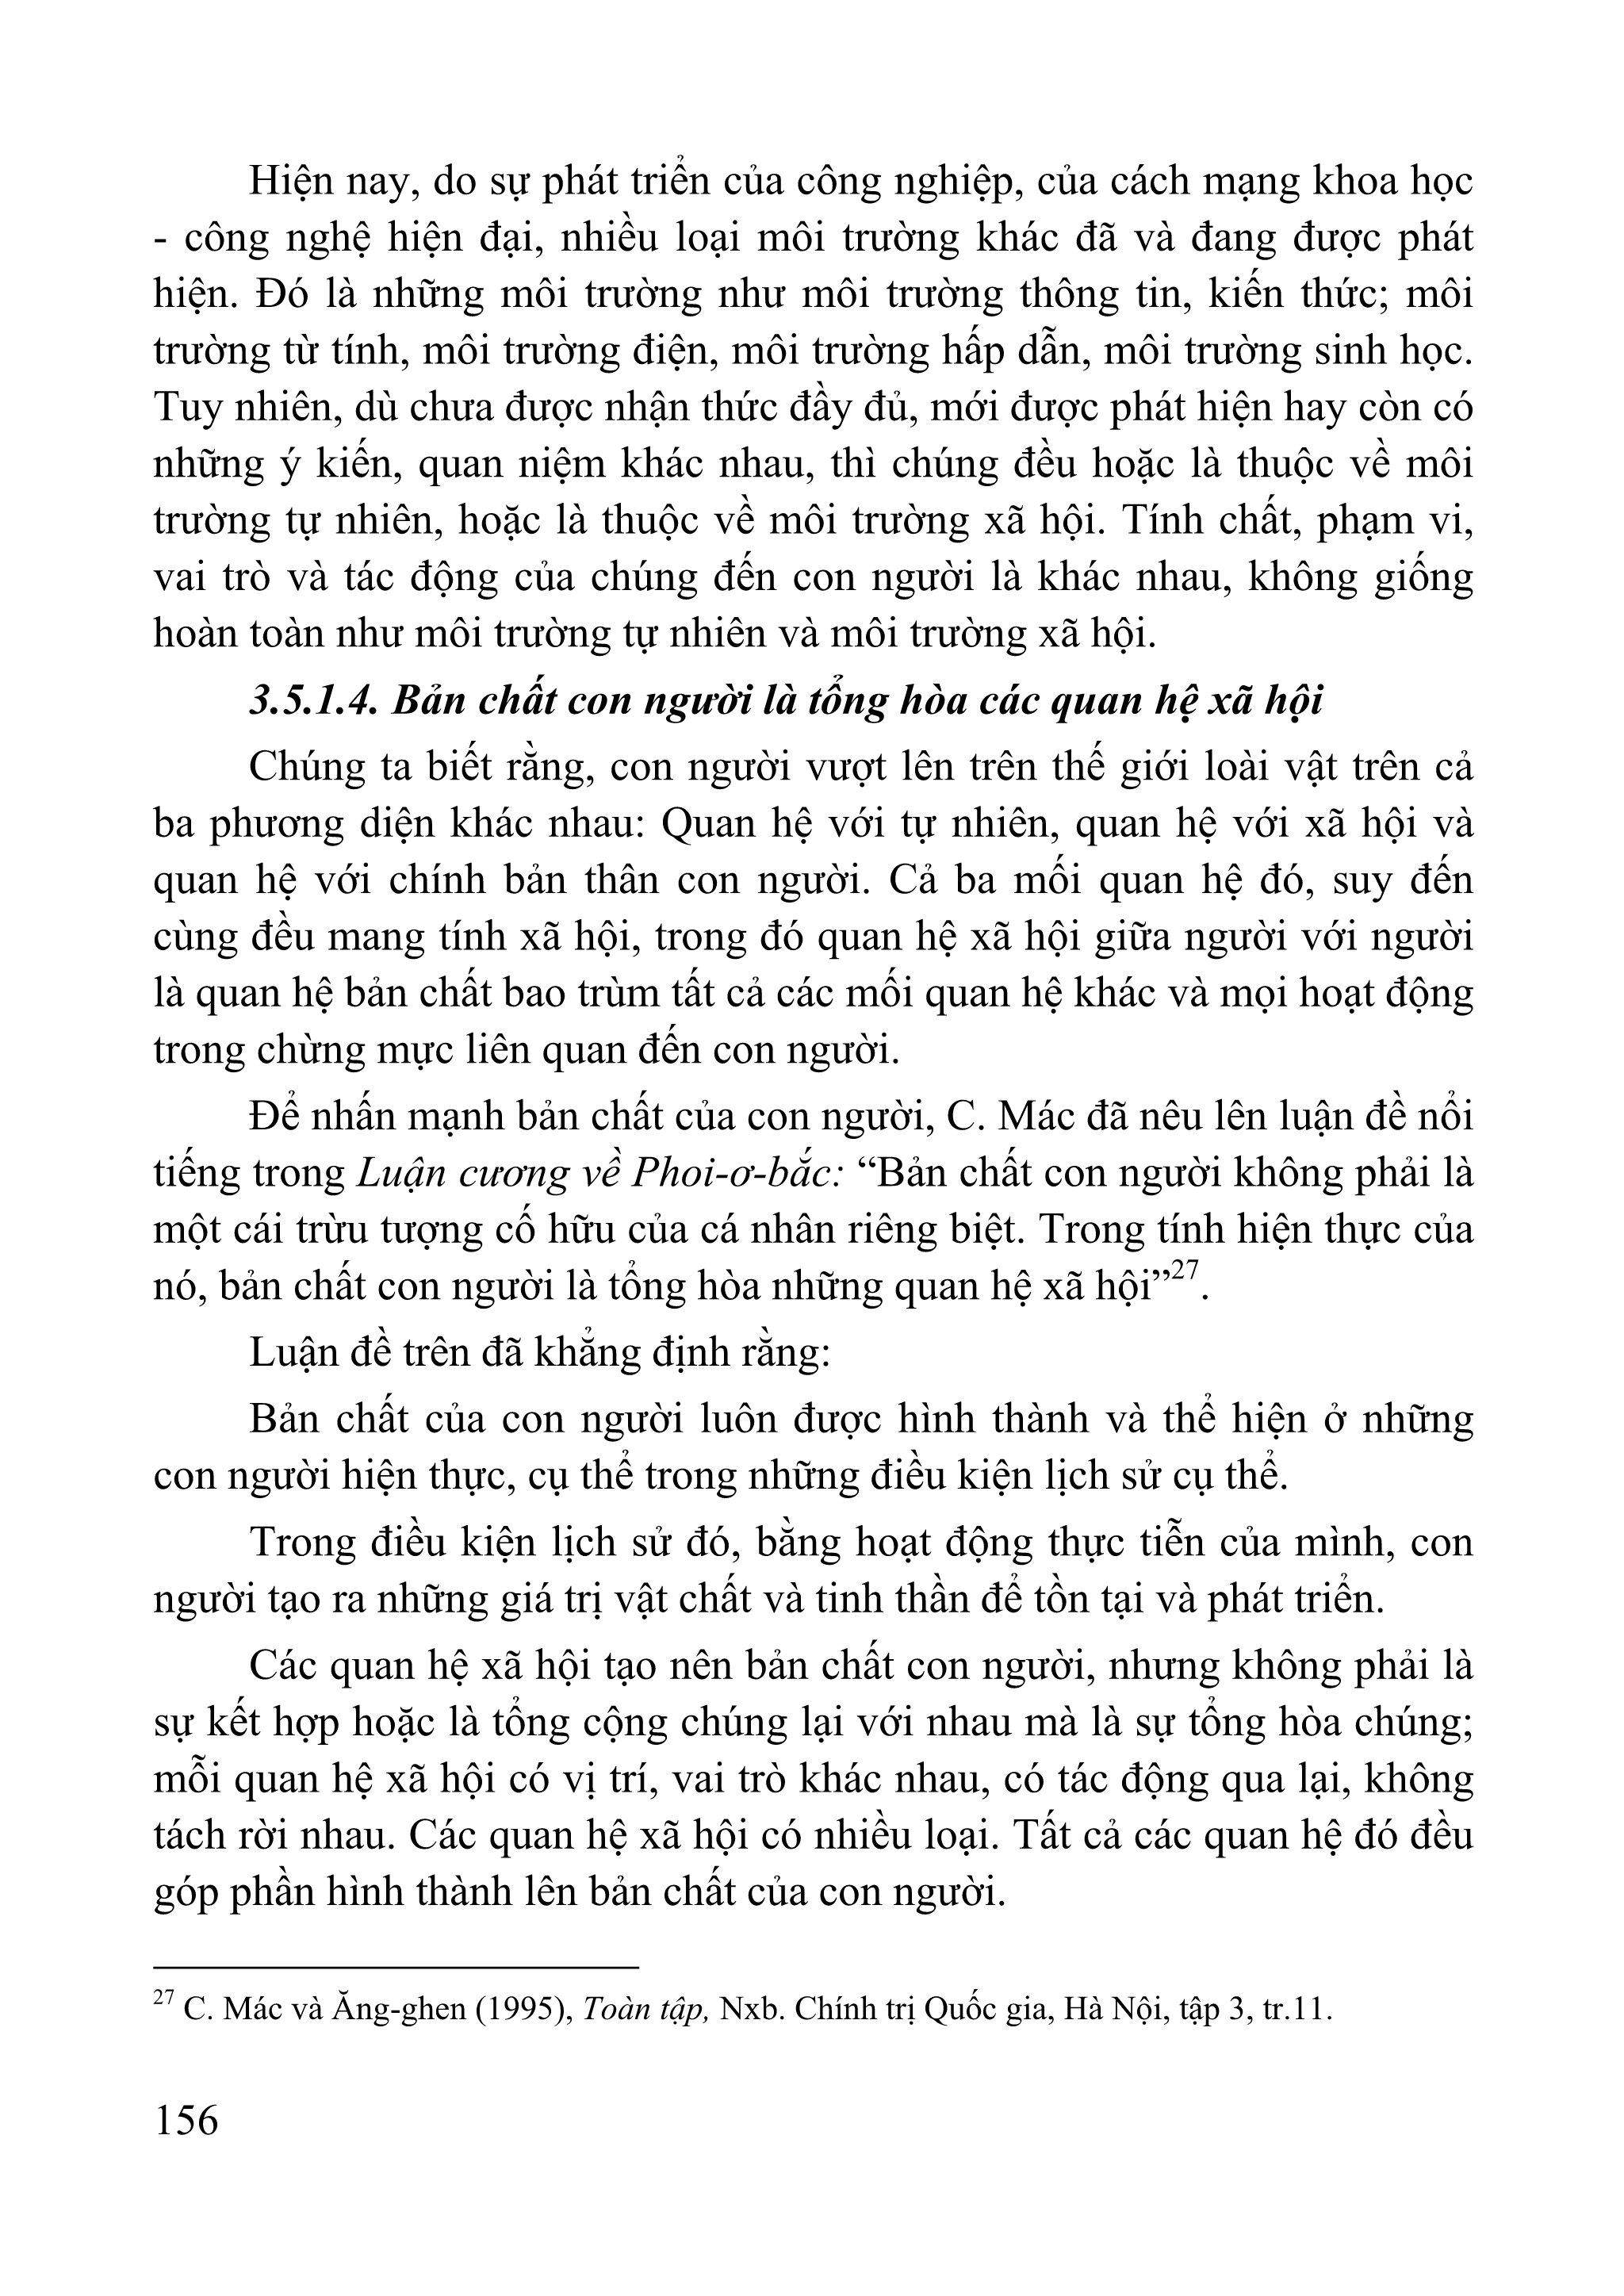 Hiện nay, do sự phát triển của công nghiệp, của cách mạng khoa học
- công nghệ hiện đại, nhiều loại môi trường khác đã và đang được phát
hiện. Đó là những môi trường như môi trường thông tin, kiến thức; môi
trường từ tính, môi trường điện, môi trường hấp dẫn, môi trường sinh học.
Tuy nhiên, dù chưa được nhận thức đầy đủ, mới được phát hiện hay còn có
những ý kiến, quan niệm khác nhau, thì chúng đều hoặc là thuộc về môi
trường tự nhiên, hoặc là thuộc về môi trường xã hội. Tính chất, phạm vi,
vai trò và tác động của chúng đến con người là khác nhau, không giống
hoàn toàn như môi trường tự nhiên và môi trường xã hội.
3.5.1.4. Bản chất con người là tổng hòa các quan hệ xã hội
Chúng ta biết rằng, con người vượt lên trên thế giới loài vật trên cả
ba phương diện khác nhau: Quan hệ với tự nhiên, quan hệ với xã hội và
quan hệ với chính bản thân con người. Cả ba mối quan hệ đó, suy đến
cùng đều mang tính xã hội, trong đó quan hệ xã hội giữa người với người
là quan hệ bản chất bao trùm tất cả các mối quan hệ khác và mọi hoạt động
trong chừng mực liên quan đến con người.
Để nhấn mạnh bản chất của con người, C. Mác đã nêu lên luận đề nổi
tiếng trong Luận cương về Phoi-ơ-bắc: “Bản chất con người không phải là
một cái trừu tượng cố hữu của cá nhân riêng biệt. Trong tính hiện thực của
nó, bản chất con người là tổng hòa những quan hệ xã hội”27.
Luận đề trên đã khẳng định rằng:
Bản chất của con người luôn được hình thành và thể hiện ở những
con người hiện thực, cụ thể trong những điều kiện lịch sử cụ thể.
Trong điều kiện lịch sử đó, bằng hoạt động thực tiễn của mình, con
người tạo ra những giá trị vật chất và tinh thần để tồn tại và phát triển.
Các quan hệ xã hội tạo nên bản chất con người, nhưng không phải là
sự kết hợp hoặc là tổng cộng chúng lại với nhau mà là sự tổng hòa chúng;
mỗi quan hệ xã hội có vị trí, vai trò khác nhau, có tác động qua lại, không
tách rời nhau. Các quan hệ xã hội có nhiều loại. Tất cả các quan hệ đó đều
góp phần hình thành lên bản chất của con người.
27 C. Mác và Ăng-ghen (1995), Toàn tập, Nxb. Chính trị Quốc gia, Hà Nội, tập 3, tr.11.
156